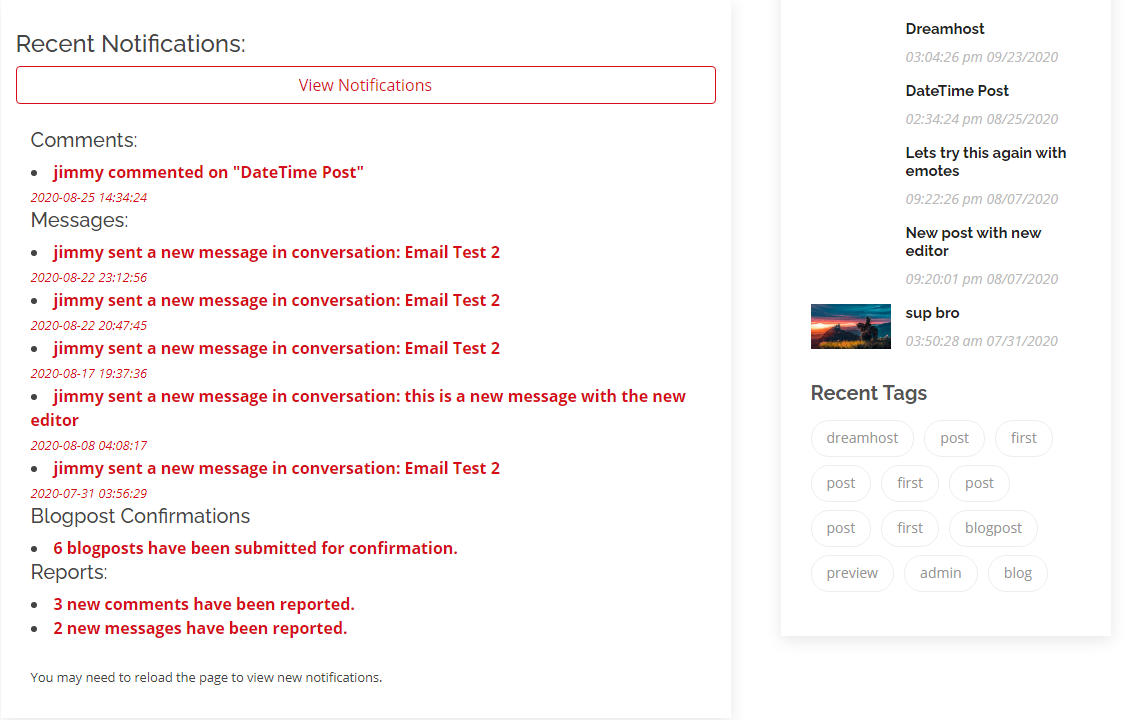 Recent Notifications:
View Notifications
Comments:
jimmy commented on "DateTime Post"
2020-08-25 14:34:24
Messages:
jimmy sent a new message in conversation: Email Test 2
2020-08-22 23:12:56
jimmy sent a new message in conversation: Email Test 2
2020-08-22 20:47:45
jimmy sent a new message in conversation: Email Test 2
2020-08-17 19:37:36
jimmy sent a new message in conversation: this is a new message with the new
editor
2020-08-08 04:08:17
jimmy sent a new message in conversation: Email Test 2
2020-07-31 03:56:29
Blogpost Confirmations
6 blogposts have been submitted for confirmation.
Reports:
3 new comments have been reported.
2 new messages have been reported.
You may need to reload the page to view new notifications.
Dreamhost
03:04:26 pm 09/23/2020
DateTime Post
02:34:24 pm 08/25/2020
Lets try this again with
emotes
09:22:26 pm 08/07/2020
New post with new
editor
09:20:01 pm 08/07/2020
sup bro
03:50:28 am 07/31/2020
Recent Tags
dreamhost post first
post first post
post first blogpost
preview admin blog